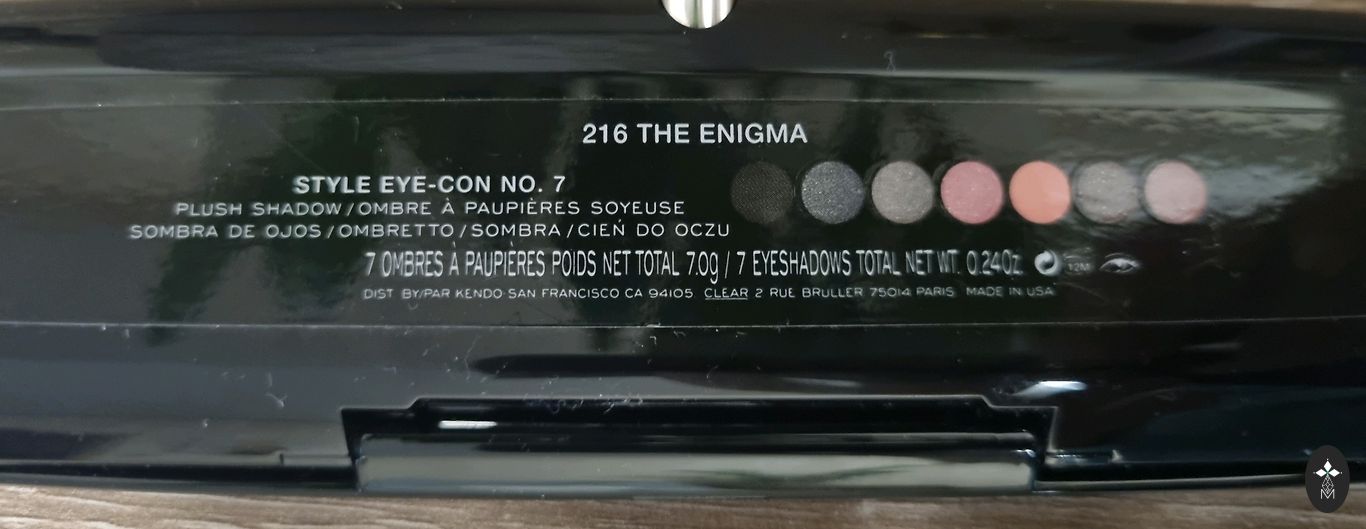 216 THE ENIGMA
STYLE EYE-CON NO. 7
PLUSH SHADOW/OMBRE À PAUPIÈRES SOYEUSE
SOMBRA DE OJOS/OMBRETTO/SOMBRA/CIEŃ DO OCZU
7 OMBRES À PAUPIÈRES POIDS NET TOTAL 7.0g / 7 EYESHADOWS TOTAL NET WT. 0.24Oz. 12M
DIST BY/PAR KENDO SAN FRANCISCO CA 94105 CLEAR 2 RUE BRULLER 75014 PARIS MADE IN USA
M